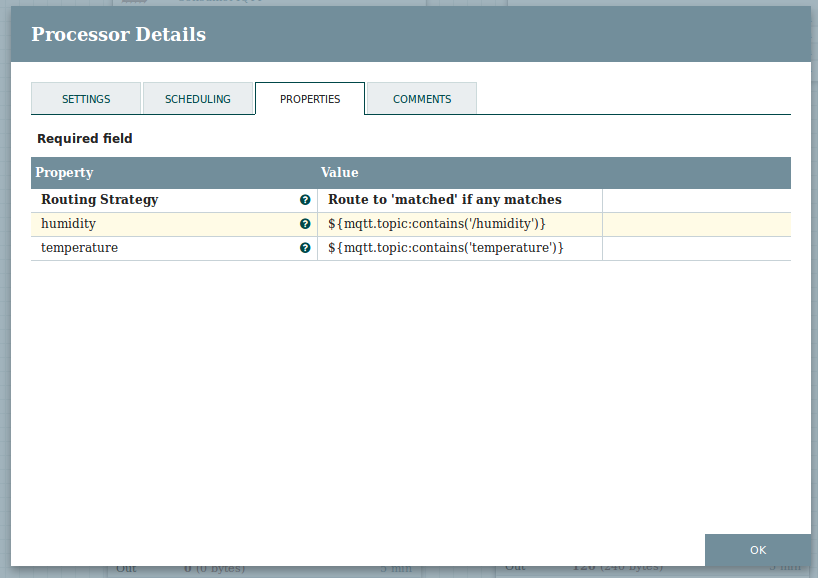 Processor Details
SETTINGS SCHEDULING PROPERTIES COMMENTS
Required field
Property Value
Routing Strategy Route to 'matched' if any matches
humidity ${mqtt.topic:contains('/humidity')}
temperature ${mqtt.topic:contains('temperature')}
OK
Out 0 (0 bytes) 5 min Out 120 (240 bytes) 5 min